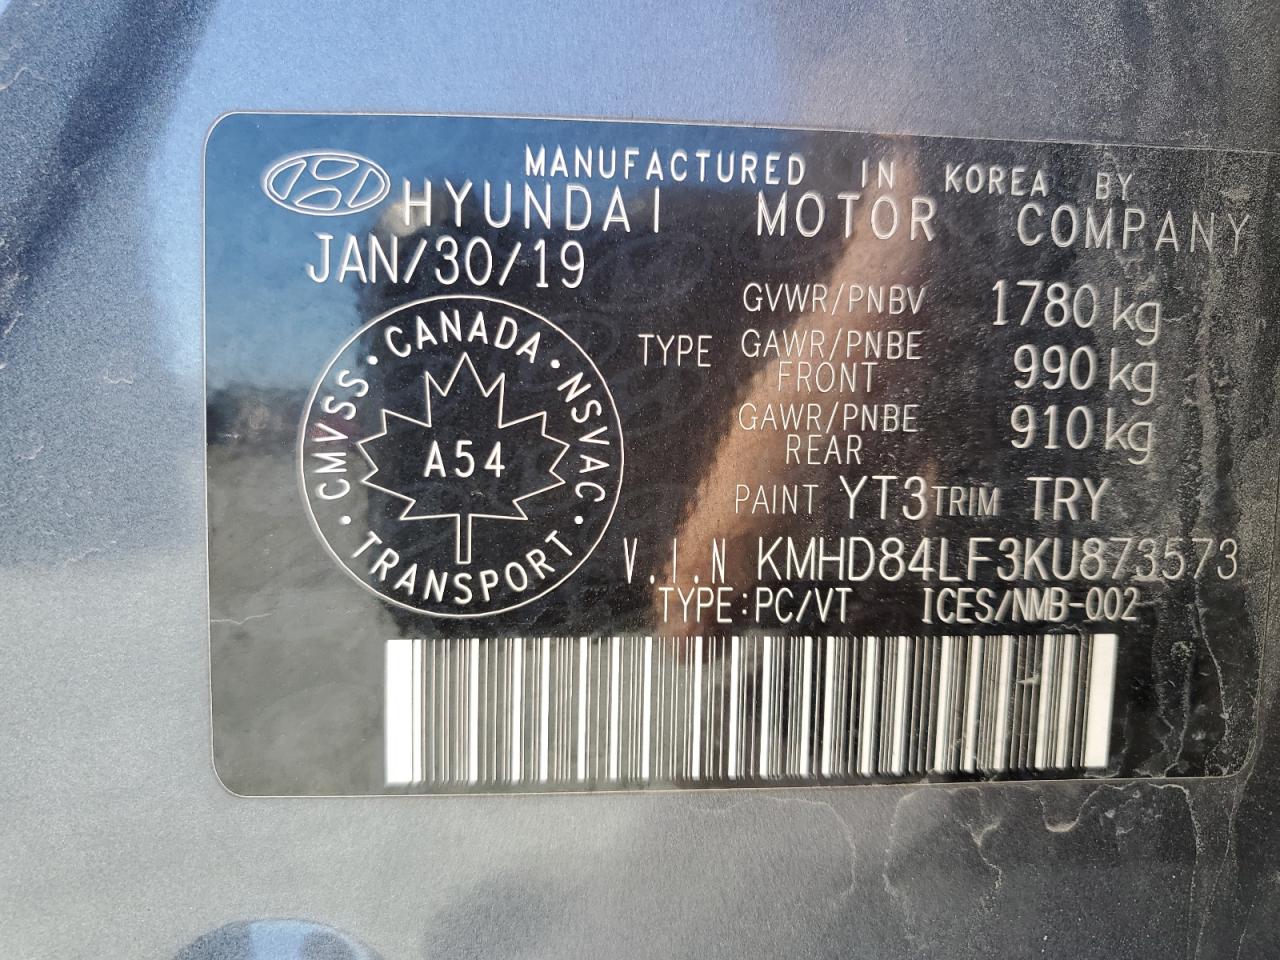 MANUFACTURED IN KOREA BY
HYUNDAI MOTOR COMPANY
JAN/30/19
GVWR/PNBV 1780 kg
TYPE GAWR/PNBE FRONT 990 kg
GAWR/PNBE REAR 910 kg
PAINT YT3 TRIM TRY
V.I.N KMHD84LF3KU873573
TYPE:PC/VT ICES/NMB-002
CMVSS · CANADA · NSVAC · TRANSPORT ·
A54